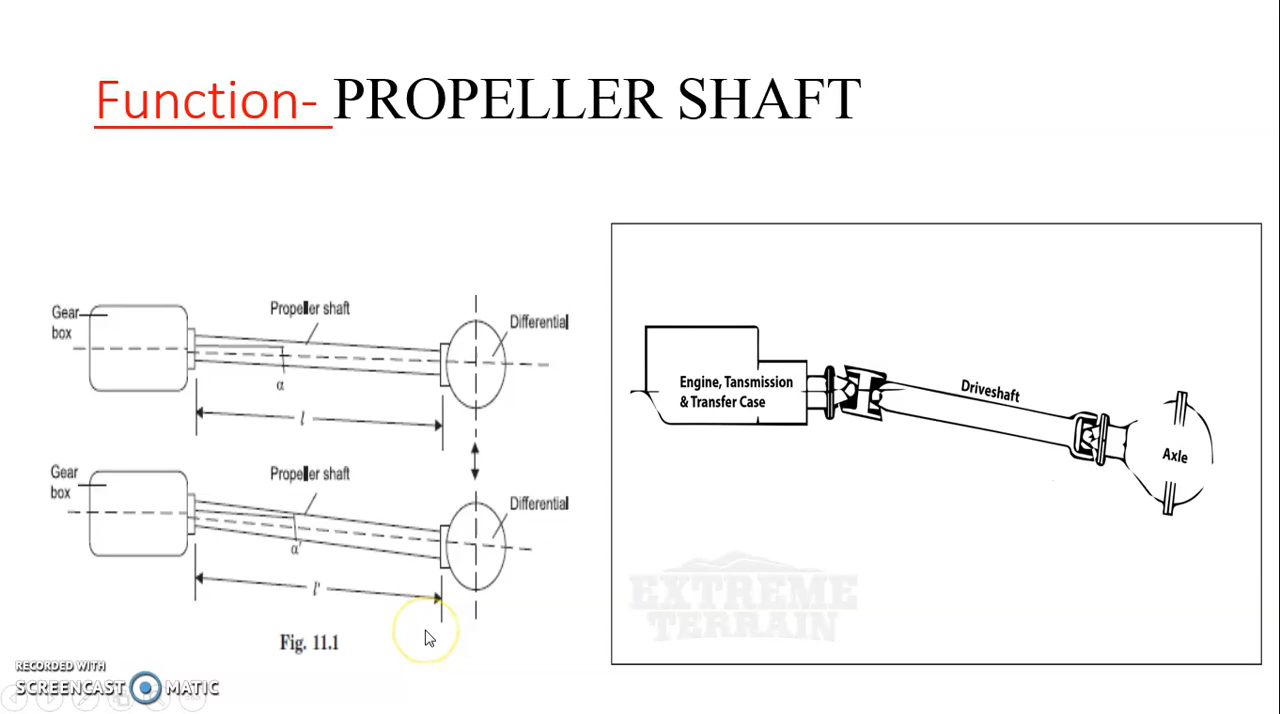 Function- PROPELLER SHAFT
Gear
box
Propeller shaft
Differential
α
l
Gear
box
Propeller shaft
Differential
α'
l'
Fig. 11.1
Engine, Tansmission
& Transfer Case
Driveshaft
Axle
EXTREME
TERRAIN
RECORDED WITH
SCREENCAST MATIC